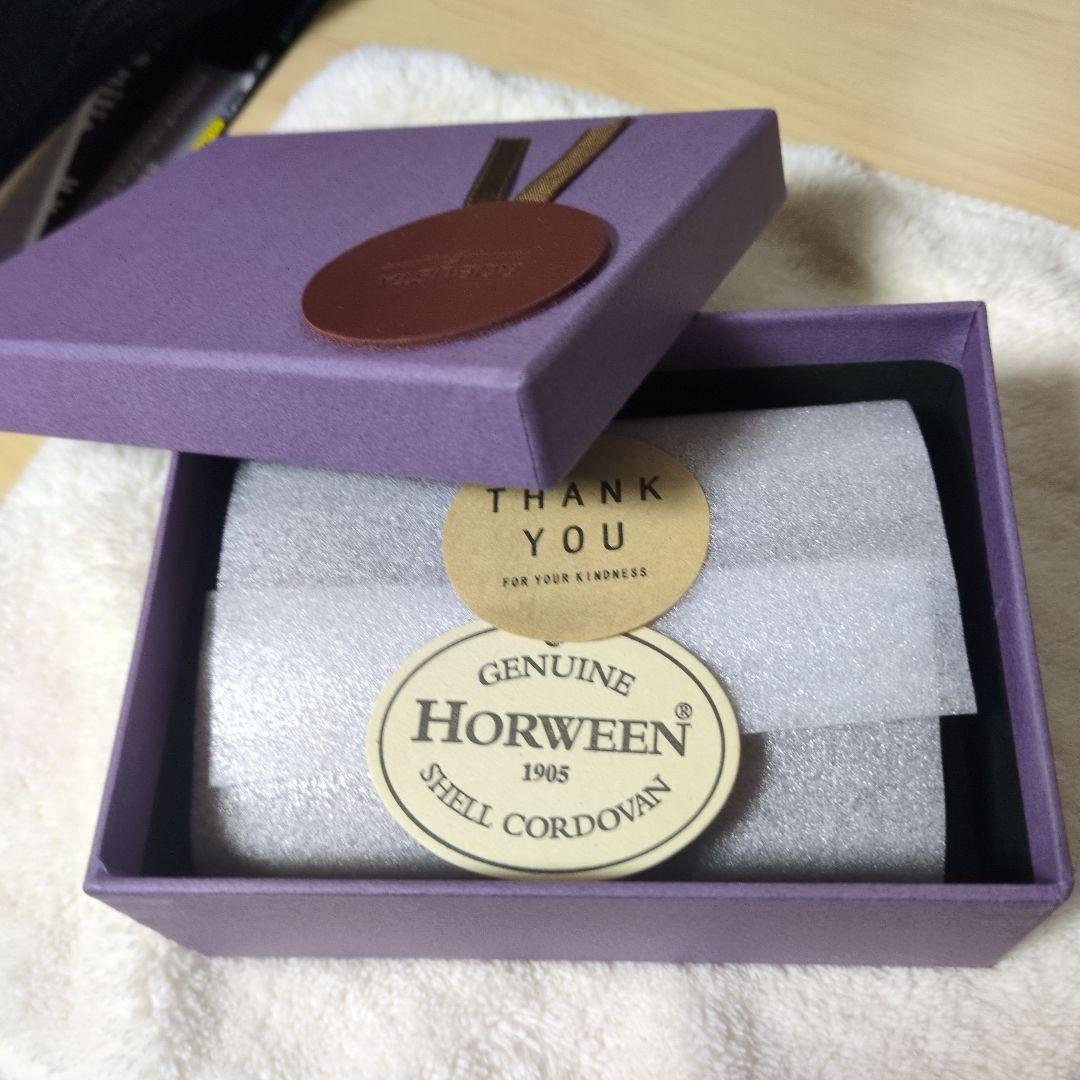 THANK
YOU
FOR YOUR KINDNESS
GENUINE
HORWEEN®
1905
SHELL CORDOVAN